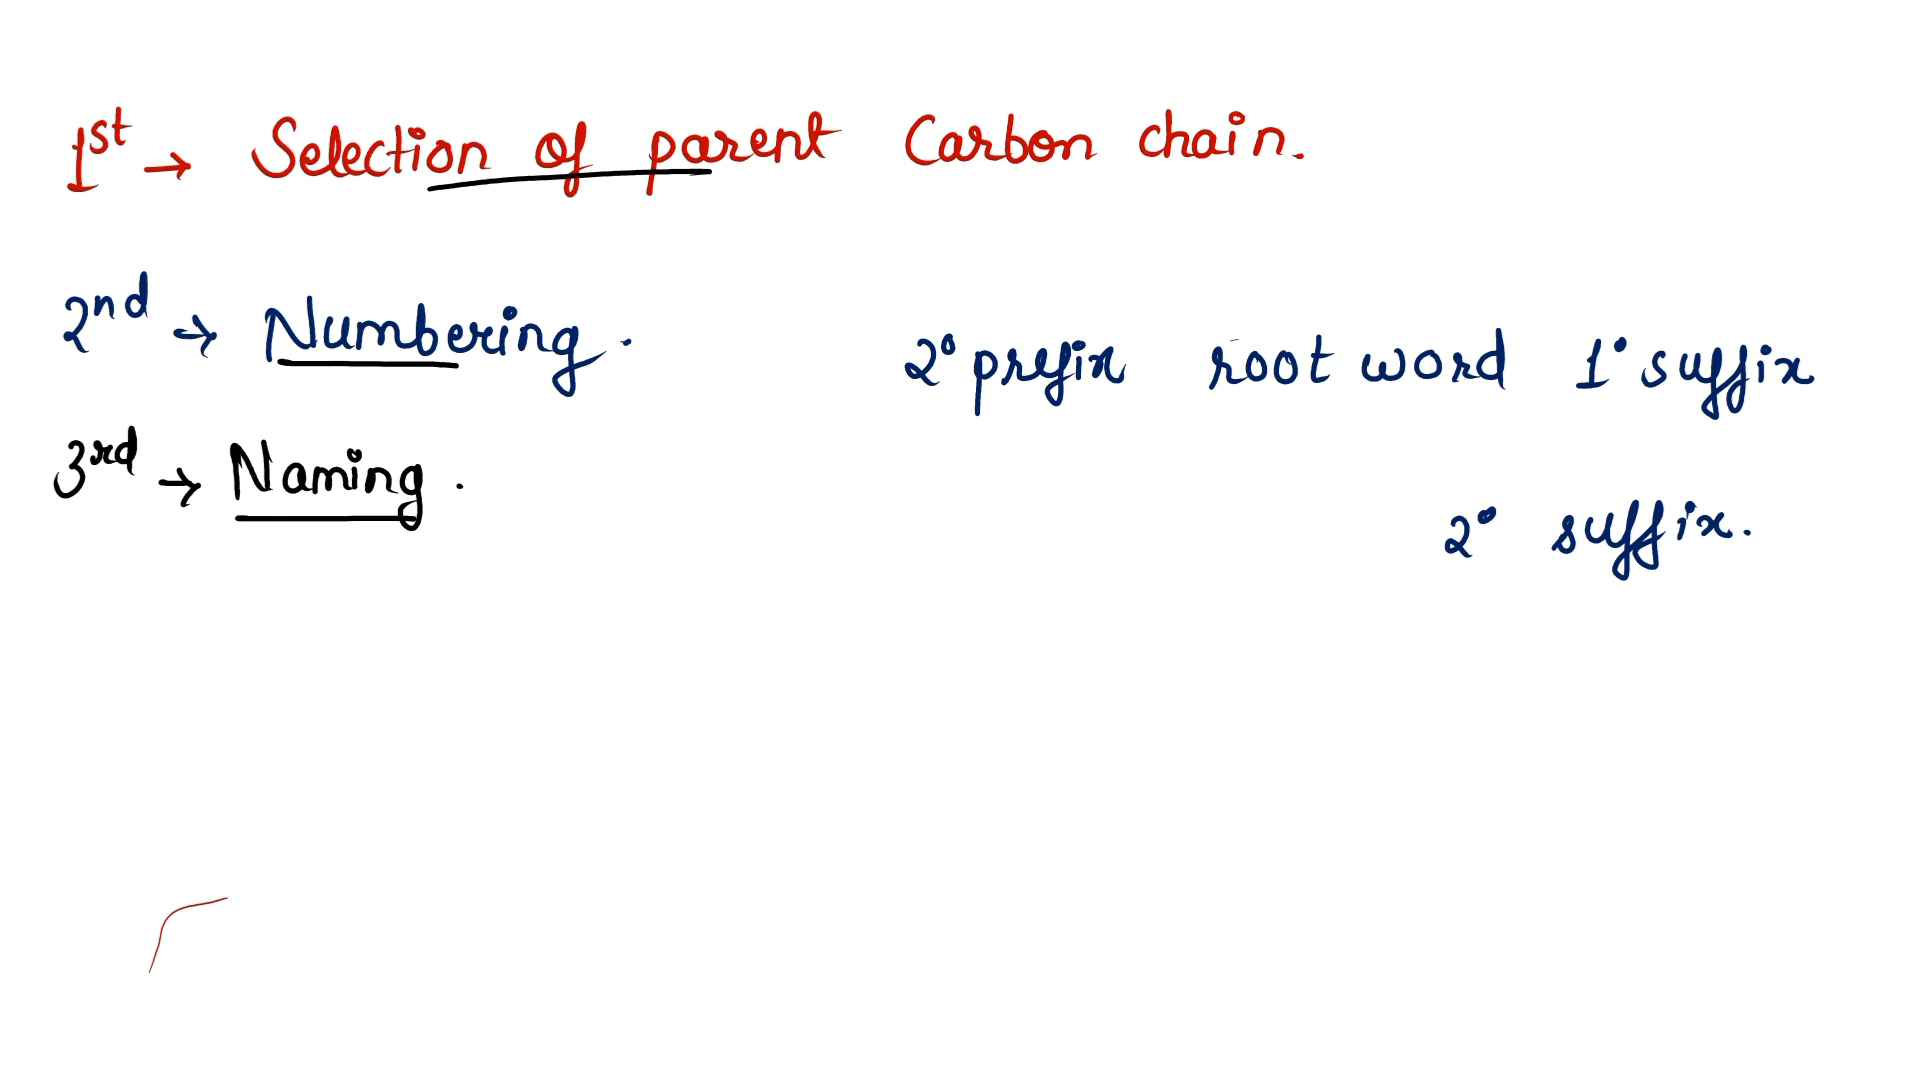 1st → Selection of parent Carbon chain.
2nd → Numbering.
2° prefix root word 1° suffix
3rd → Naming.
2° suffix.